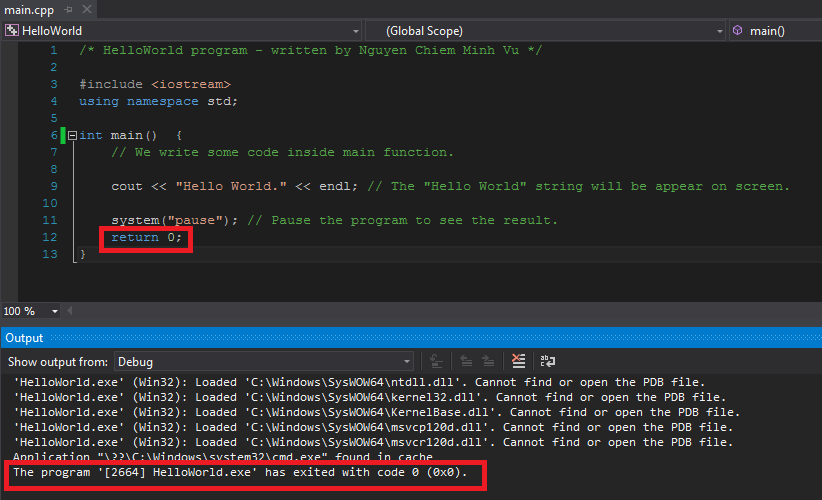 main.cpp
HelloWorld (Global Scope) main()
1 /* HelloWorld program - written by Nguyen Chiem Minh Vu */
2
3 #include <iostream>
4 using namespace std;
5
6 int main()  {
7 // We write some code inside main function.
8
9 cout << "Hello World." << endl; // The "Hello World" string will be appear on screen.
10
11 system("pause"); // Pause the program to see the result.
12 return 0;
13 }
100 %
Output
Show output from: Debug
'HelloWorld.exe' (Win32): Loaded 'C:\Windows\SysWOW64\ntdll.dll'. Cannot find or open the PDB file.
'HelloWorld.exe' (Win32): Loaded 'C:\Windows\SysWOW64\kernel32.dll'. Cannot find or open the PDB file.
'HelloWorld.exe' (Win32): Loaded 'C:\Windows\SysWOW64\KernelBase.dll'. Cannot find or open the PDB file.
'HelloWorld.exe' (Win32): Loaded 'C:\Windows\SysWOW64\msvcp120d.dll'. Cannot find or open the PDB file.
'HelloWorld.exe' (Win32): Loaded 'C:\Windows\SysWOW64\msvcr120d.dll'. Cannot find or open the PDB file.
Application "\??\C:\Windows\system32\cmd.exe" found in cache
The program '[2664] HelloWorld.exe' has exited with code 0 (0x0).